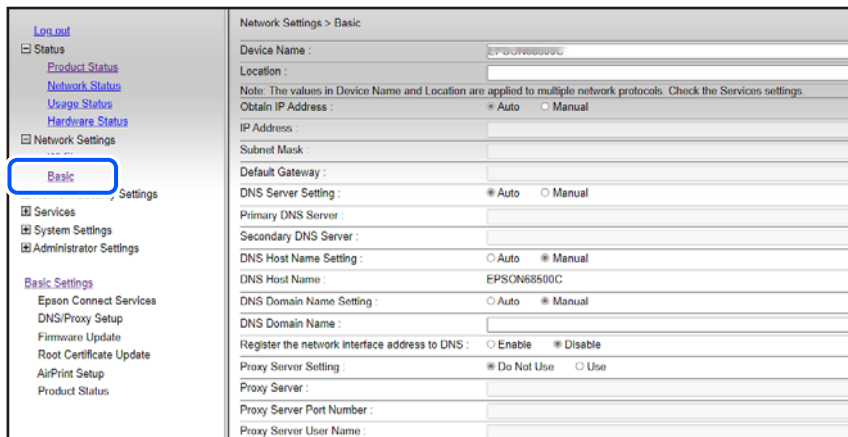 Log out
Status
Product Status
Network Status
Usage Status
Hardware Status
Network Settings
Basic
Settings
Services
System Settings
Administrator Settings
Basic Settings
Epson Connect Services
DNS/Proxy Setup
Firmware Update
Root Certificate Update
AirPrint Setup
Product Status
Network Settings > Basic
Device Name :
Location :
Note: The values in Device Name and Location are applied to multiple network protocols. Check the Services settings.
Obtain IP Address : Auto Manual
IP Address :
Subnet Mask :
Default Gateway :
DNS Server Setting : Auto Manual
Primary DNS Server :
Secondary DNS Server :
DNS Host Name Setting : Auto Manual
DNS Host Name : EPSON68500C
DNS Domain Name Setting : Auto Manual
DNS Domain Name :
Register the network interface address to DNS : Enable Disable
Proxy Server Setting : Do Not Use Use
Proxy Server :
Proxy Server Port Number :
Proxy Server User Name :